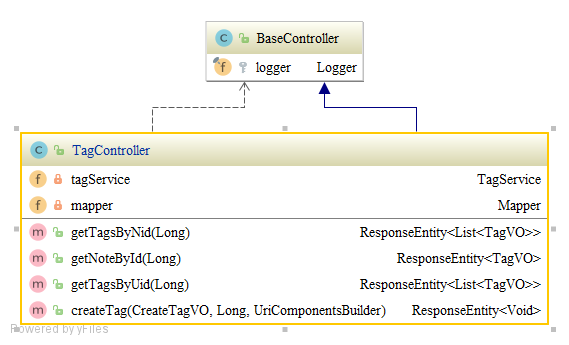 C BaseController
f logger Logger
C TagController
f tagService TagService
f mapper Mapper
m getTagsByNid(Long) ResponseEntity<List<TagVO>>
m getNoteById(Long) ResponseEntity<TagVO>
m getTagsByUid(Long) ResponseEntity<List<TagVO>>
m createTag(CreateTagVO, Long, UriComponentsBuilder) ResponseEntity<Void>
Powered by yFiles